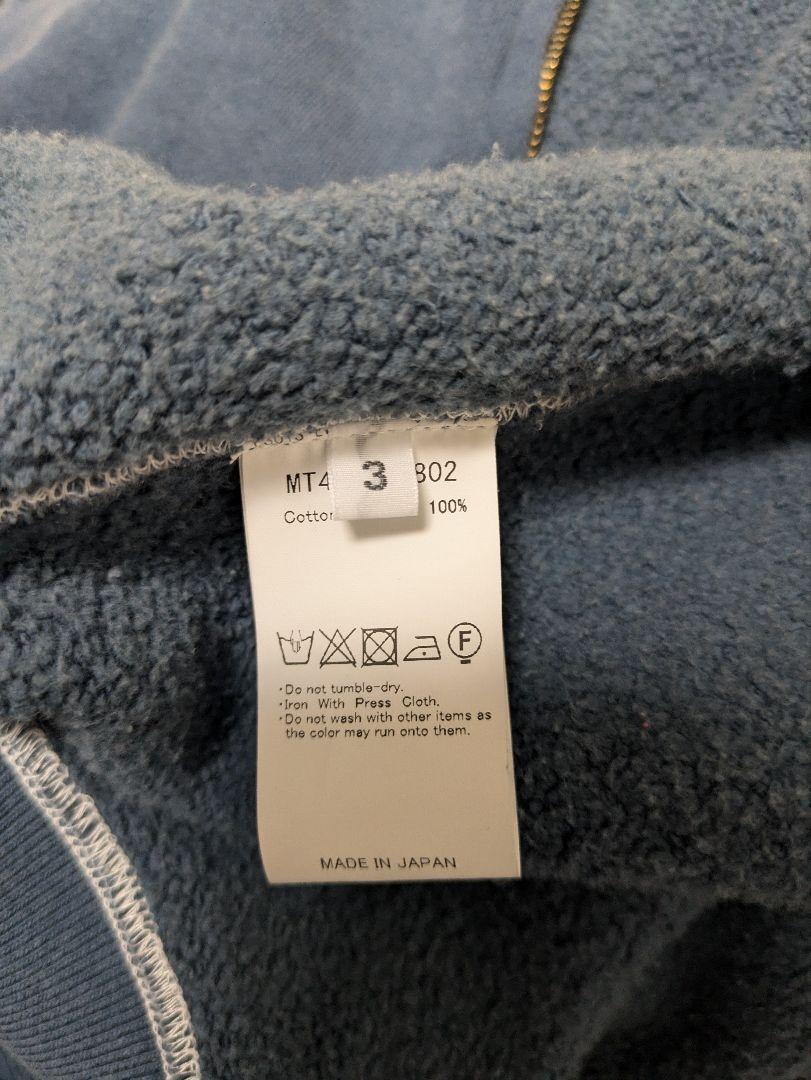 3
MT4 802
Cotton 100%
F
·Do not tumble-dry.
·Iron With Press Cloth.
·Do not wash with other items as
the color may run onto them.
MADE IN JAPAN